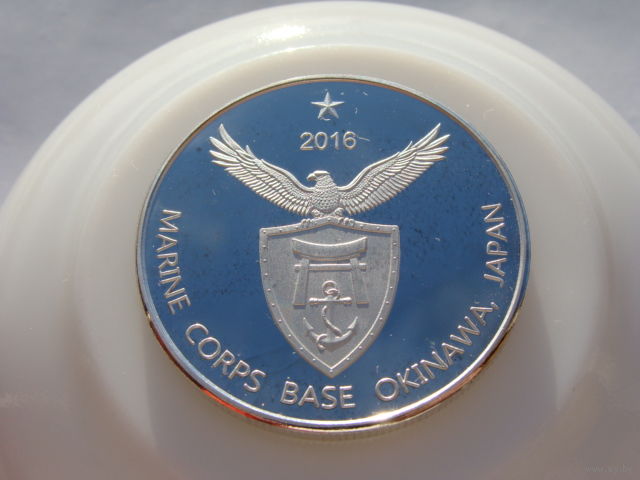 2016
MARINE CORPS BASE OKINAWA, JAPAN